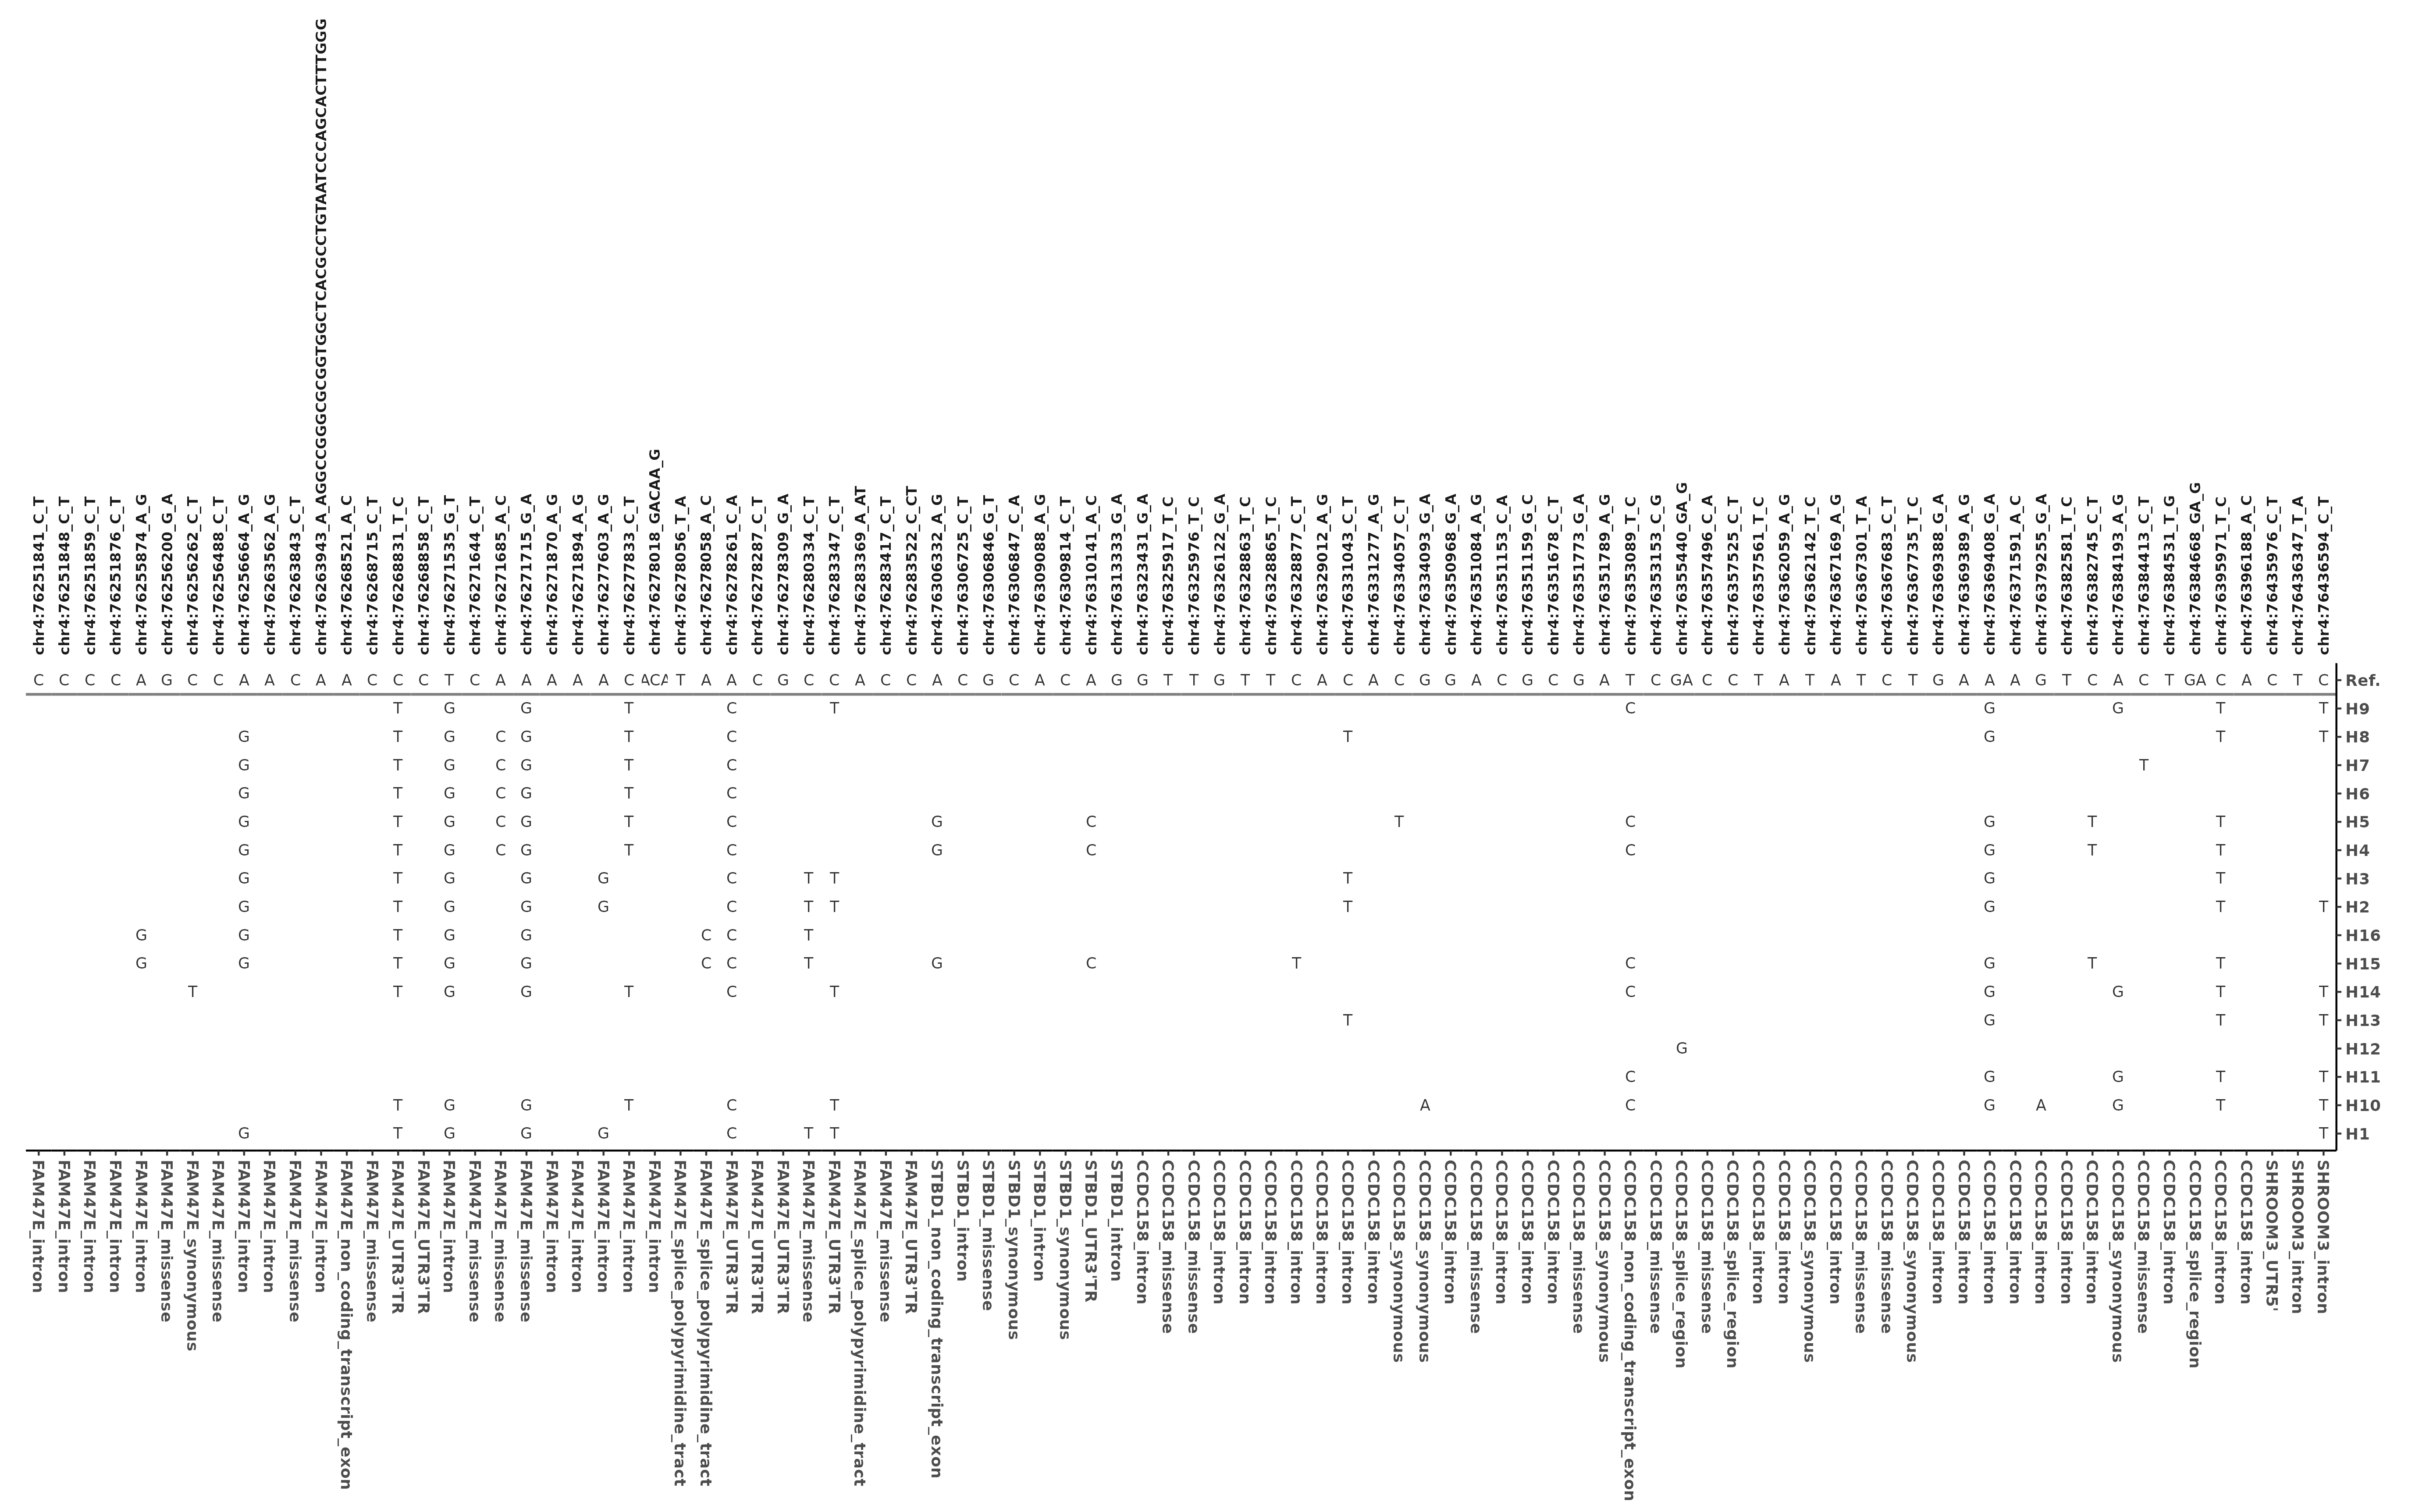 chr4:76251841_C_T
chr4:76251848_C_T
chr4:76251859_C_T
chr4:76251876_C_T
chr4:76255874_A_G
chr4:76256200_G_A
chr4:76256262_C_T
chr4:76256488_C_T
chr4:76256664_A_G
chr4:76263562_A_G
chr4:76263843_C_T
chr4:76263943_A_AGGCCGGGCGCGGTGGCTCACGCCTGTAATCCCAGCACTTTGGG
chr4:76268521_A_C
chr4:76268715_C_T
chr4:76268831_T_C
chr4:76268858_C_T
chr4:76271535_G_T
chr4:76271644_C_T
chr4:76271685_A_C
chr4:76271715_G_A
chr4:76271870_A_G
chr4:76271894_A_G
chr4:76277603_A_G
chr4:76277833_C_T
chr4:76278018_GACAA_G
chr4:76278056_T_A
chr4:76278058_A_C
chr4:76278261_C_A
chr4:76278287_C_T
chr4:76278309_G_A
chr4:76280334_C_T
chr4:76283347_C_T
chr4:76283369_A_AT
chr4:76283417_C_T
chr4:76283522_C_CT
chr4:76306332_A_G
chr4:76306725_C_T
chr4:76306846_G_T
chr4:76306847_C_A
chr4:76309088_A_G
chr4:76309814_C_T
chr4:76310141_A_C
chr4:76313333_G_A
chr4:76323431_G_A
chr4:76325917_T_C
chr4:76325976_T_C
chr4:76326122_G_A
chr4:76328863_T_C
chr4:76328865_T_C
chr4:76328877_C_T
chr4:76329012_A_G
chr4:76331043_C_T
chr4:76331277_A_G
chr4:76334057_C_T
chr4:76334093_G_A
chr4:76350968_G_A
chr4:76351084_A_G
chr4:76351153_C_A
chr4:76351159_G_C
chr4:76351678_C_T
chr4:76351773_G_A
chr4:76351789_A_G
chr4:76353089_T_C
chr4:76353153_C_G
chr4:76355440_GA_G
chr4:76357496_C_A
chr4:76357525_C_T
chr4:76357561_T_C
chr4:76362059_A_G
chr4:76362142_T_C
chr4:76367169_A_G
chr4:76367301_T_A
chr4:76367683_C_T
chr4:76367735_T_C
chr4:76369388_G_A
chr4:76369389_A_G
chr4:76369408_G_A
chr4:76371591_A_C
chr4:76379255_G_A
chr4:76382581_T_C
chr4:76382745_C_T
chr4:76384193_A_G
chr4:76384413_C_T
chr4:76384531_T_G
chr4:76384668_GA_G
chr4:76395971_T_C
chr4:76396188_A_C
chr4:76435976_C_T
chr4:76436347_T_A
chr4:76436594_C_T
C C C C A G C C A A C A A C C C T C A A A A A C ACA T A A C G C C A C C A C G C A C A G G T T G T T C A C A C G G A C G C G A T C GA C C T A T A T C T G A A A G T C A C T GA C A C T C Ref.
T G G T C T C G G T T H9
G T G C G T C T G T T H8
G T G C G T C T H7
G T G C G T C H6
G T G C G T C G C T C G T T H5
G T G C G T C G C C G T T H4
G T G G G C T T T G T H3
G T G G G C T T T G T T H2
G G T G G C C T H16
G G T G G C C T G C T C G T T H15
T T G G T C T C G G T T H14
T G T T H13
G H12
C G G T T H11
T G G T C T A C G A G T T H10
G T G G G C T T T H1
FAM47E_intron
FAM47E_intron
FAM47E_intron
FAM47E_intron
FAM47E_intron
FAM47E_missense
FAM47E_synonymous
FAM47E_missense
FAM47E_intron
FAM47E_intron
FAM47E_missense
FAM47E_intron
FAM47E_non_coding_transcript_exon
FAM47E_missense
FAM47E_UTR3'TR
FAM47E_UTR3'TR
FAM47E_intron
FAM47E_missense
FAM47E_missense
FAM47E_missense
FAM47E_intron
FAM47E_intron
FAM47E_intron
FAM47E_intron
FAM47E_intron
FAM47E_splice_polypyrimidine_tract
FAM47E_splice_polypyrimidine_tract
FAM47E_UTR3'TR
FAM47E_UTR3'TR
FAM47E_UTR3'TR
FAM47E_missense
FAM47E_UTR3'TR
FAM47E_splice_polypyrimidine_tract
FAM47E_missense
FAM47E_UTR3'TR
STBD1_non_coding_transcript_exon
STBD1_intron
STBD1_missense
STBD1_synonymous
STBD1_intron
STBD1_synonymous
STBD1_UTR3'TR
STBD1_intron
CCDC158_intron
CCDC158_missense
CCDC158_missense
CCDC158_intron
CCDC158_intron
CCDC158_intron
CCDC158_intron
CCDC158_intron
CCDC158_intron
CCDC158_intron
CCDC158_synonymous
CCDC158_synonymous
CCDC158_intron
CCDC158_missense
CCDC158_intron
CCDC158_intron
CCDC158_intron
CCDC158_missense
CCDC158_synonymous
CCDC158_non_coding_transcript_exon
CCDC158_missense
CCDC158_splice_region
CCDC158_missense
CCDC158_splice_region
CCDC158_intron
CCDC158_intron
CCDC158_synonymous
CCDC158_intron
CCDC158_missense
CCDC158_missense
CCDC158_synonymous
CCDC158_intron
CCDC158_intron
CCDC158_intron
CCDC158_intron
CCDC158_intron
CCDC158_intron
CCDC158_intron
CCDC158_synonymous
CCDC158_missense
CCDC158_intron
CCDC158_splice_region
CCDC158_intron
CCDC158_intron
SHROOM3_UTR5'
SHROOM3_intron
SHROOM3_intron